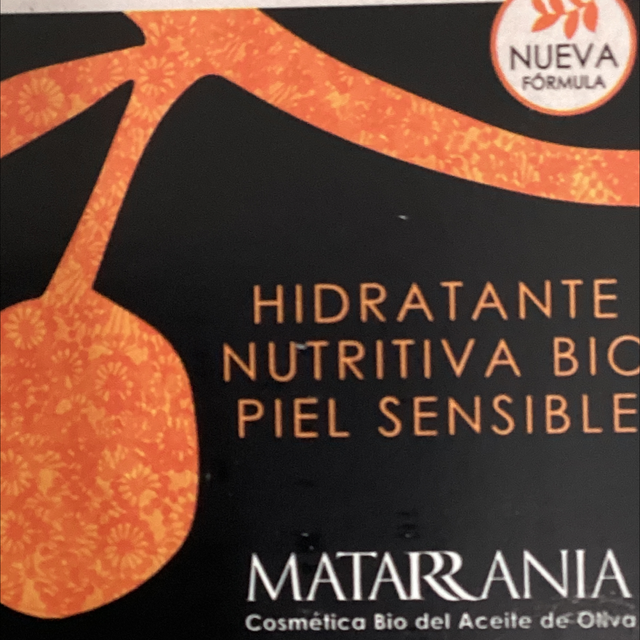 NUEVA
FÓRMULA
HIDRATANTE
NUTRITIVA BIO
PIEL SENSIBLE
MATARRANIA
Cosmética Bio del Aceite de Oliva